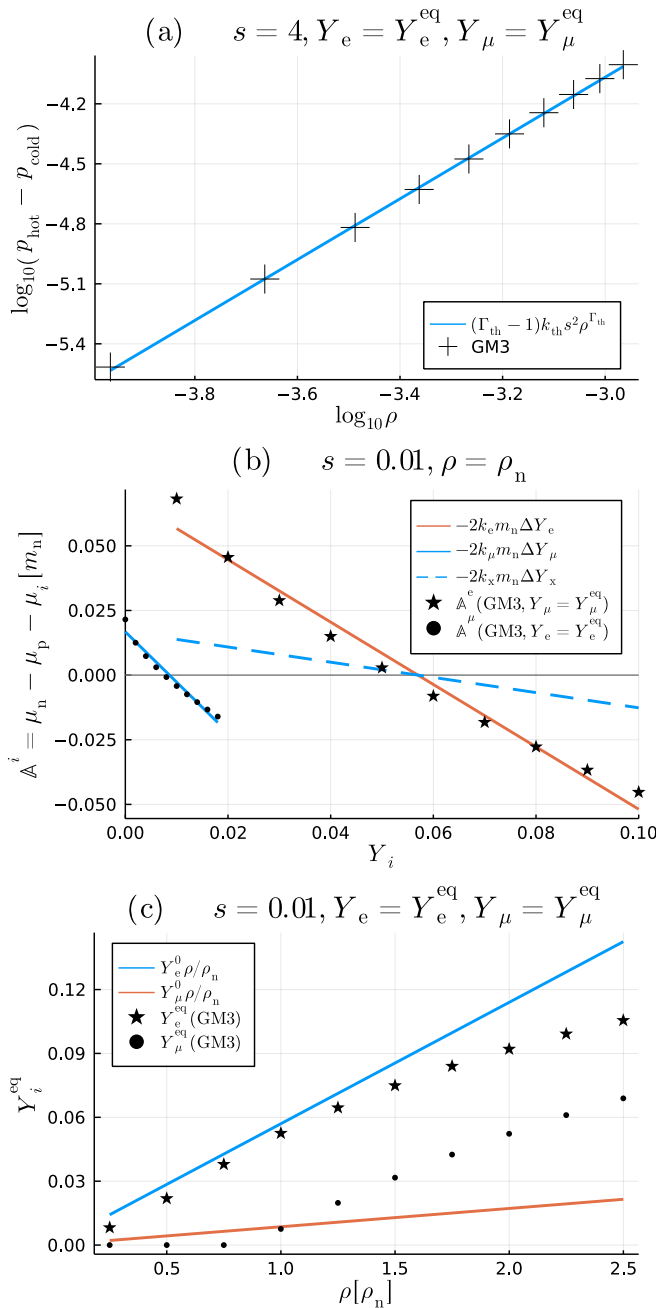 (a) s = 4, Y_e = Y_e^eq, Y_μ = Y_μ^eq
log₁₀(p_hot − p_cold)
−4.2
−4.5
−4.8
−5.1
−5.4
(Γ_th − 1)k_th s² ρ^Γ_th
GM3
−3.8 −3.6 −3.4 −3.2 −3.0
log₁₀ρ
(b) s = 0.01, ρ = ρ_n
𝔸^i = μ_n − μ_p − μ_i [m_n]
0.050
0.025
0.000
−0.025
−0.050
−2k_e m_n ΔY_e
−2k_μ m_n ΔY_μ
−2k_x m_n ΔY_x
𝔸^e (GM3, Y_μ = Y_μ^eq)
𝔸^μ (GM3, Y_e = Y_e^eq)
0.00 0.02 0.04 0.06 0.08 0.10
Y_i
(c) s = 0.01, Y_e = Y_e^eq, Y_μ = Y_μ^eq
Y_i^eq
0.12
0.09
0.06
0.03
0.00
Y_e^0 ρ/ρ_n
Y_μ^0 ρ/ρ_n
Y_e^eq (GM3)
Y_μ^eq (GM3)
0.5 1.0 1.5 2.0 2.5
ρ[ρ_n]